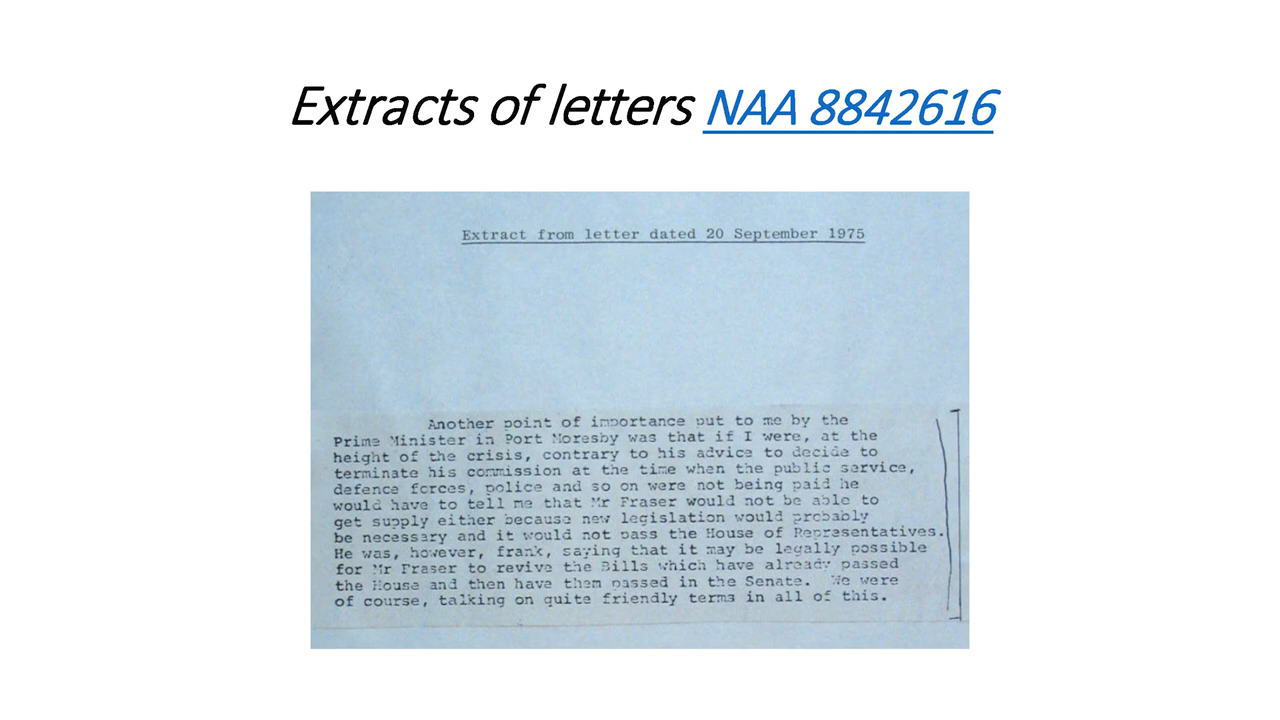 Extracts of letters NAA 8842616
Extract from letter dated 20 September 1975
Another point of importance put to me by the
Prime Minister in Port Moresby was that if I were, at the
height of the crisis, contrary to his advice to decide to
terminate his commission at the time when the public service,
defence forces, police and so on were not being paid he
would have to tell me that Mr Fraser would not be able to
get supply either because new legislation would probably
be necessary and it would not pass the House of Representatives.
He was, however, frank, saying that it may be legally possible
for Mr Fraser to revive the Bills which have already passed
the House and then have them passed in the Senate. We were
of course, talking on quite friendly terms in all of this.